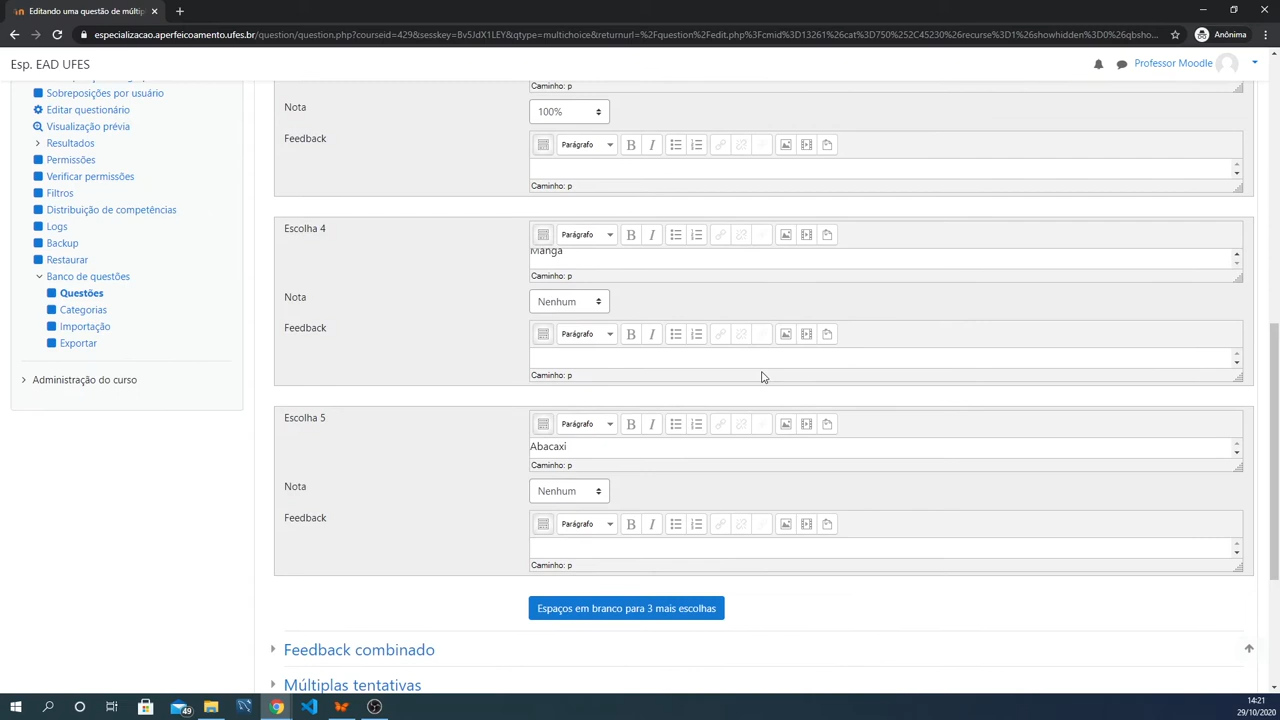 Editando uma questão de múltip
especializacao.aperfeicoamento.ufes.br/question/question.php?courseid=429&sesskey=Bv5JdX1LEY&qtype=multichoice&returnurl=%2Fquestion%2Fedit.php%3Fcmid%3D13261%26cat%3D750%252C45230%26recurse%3D1%26showhidden%3D0%26qbsho...
Anônima
Esp. EAD UFES
Professor Moodle
Sobreposições por usuário
Editar questionário
Visualização prévia
Resultados
Permissões
Verificar permissões
Filtros
Distribuição de competências
Logs
Backup
Restaurar
Banco de questões
Questões
Categorias
Importação
Exportar
Administração do curso
Caminho: p
Nota
100%
Feedback
Parágrafo
B I
Caminho: p
Escolha 4
Parágrafo
B I
Manga
Caminho: p
Nota
Nenhum
Feedback
Parágrafo
B I
Caminho: p
Escolha 5
Parágrafo
B I
Abacaxi
Caminho: p
Nota
Nenhum
Feedback
Parágrafo
B I
Caminho: p
Espaços em branco para 3 mais escolhas
Feedback combinado
Múltiplas tentativas
49
14:21
29/10/2020